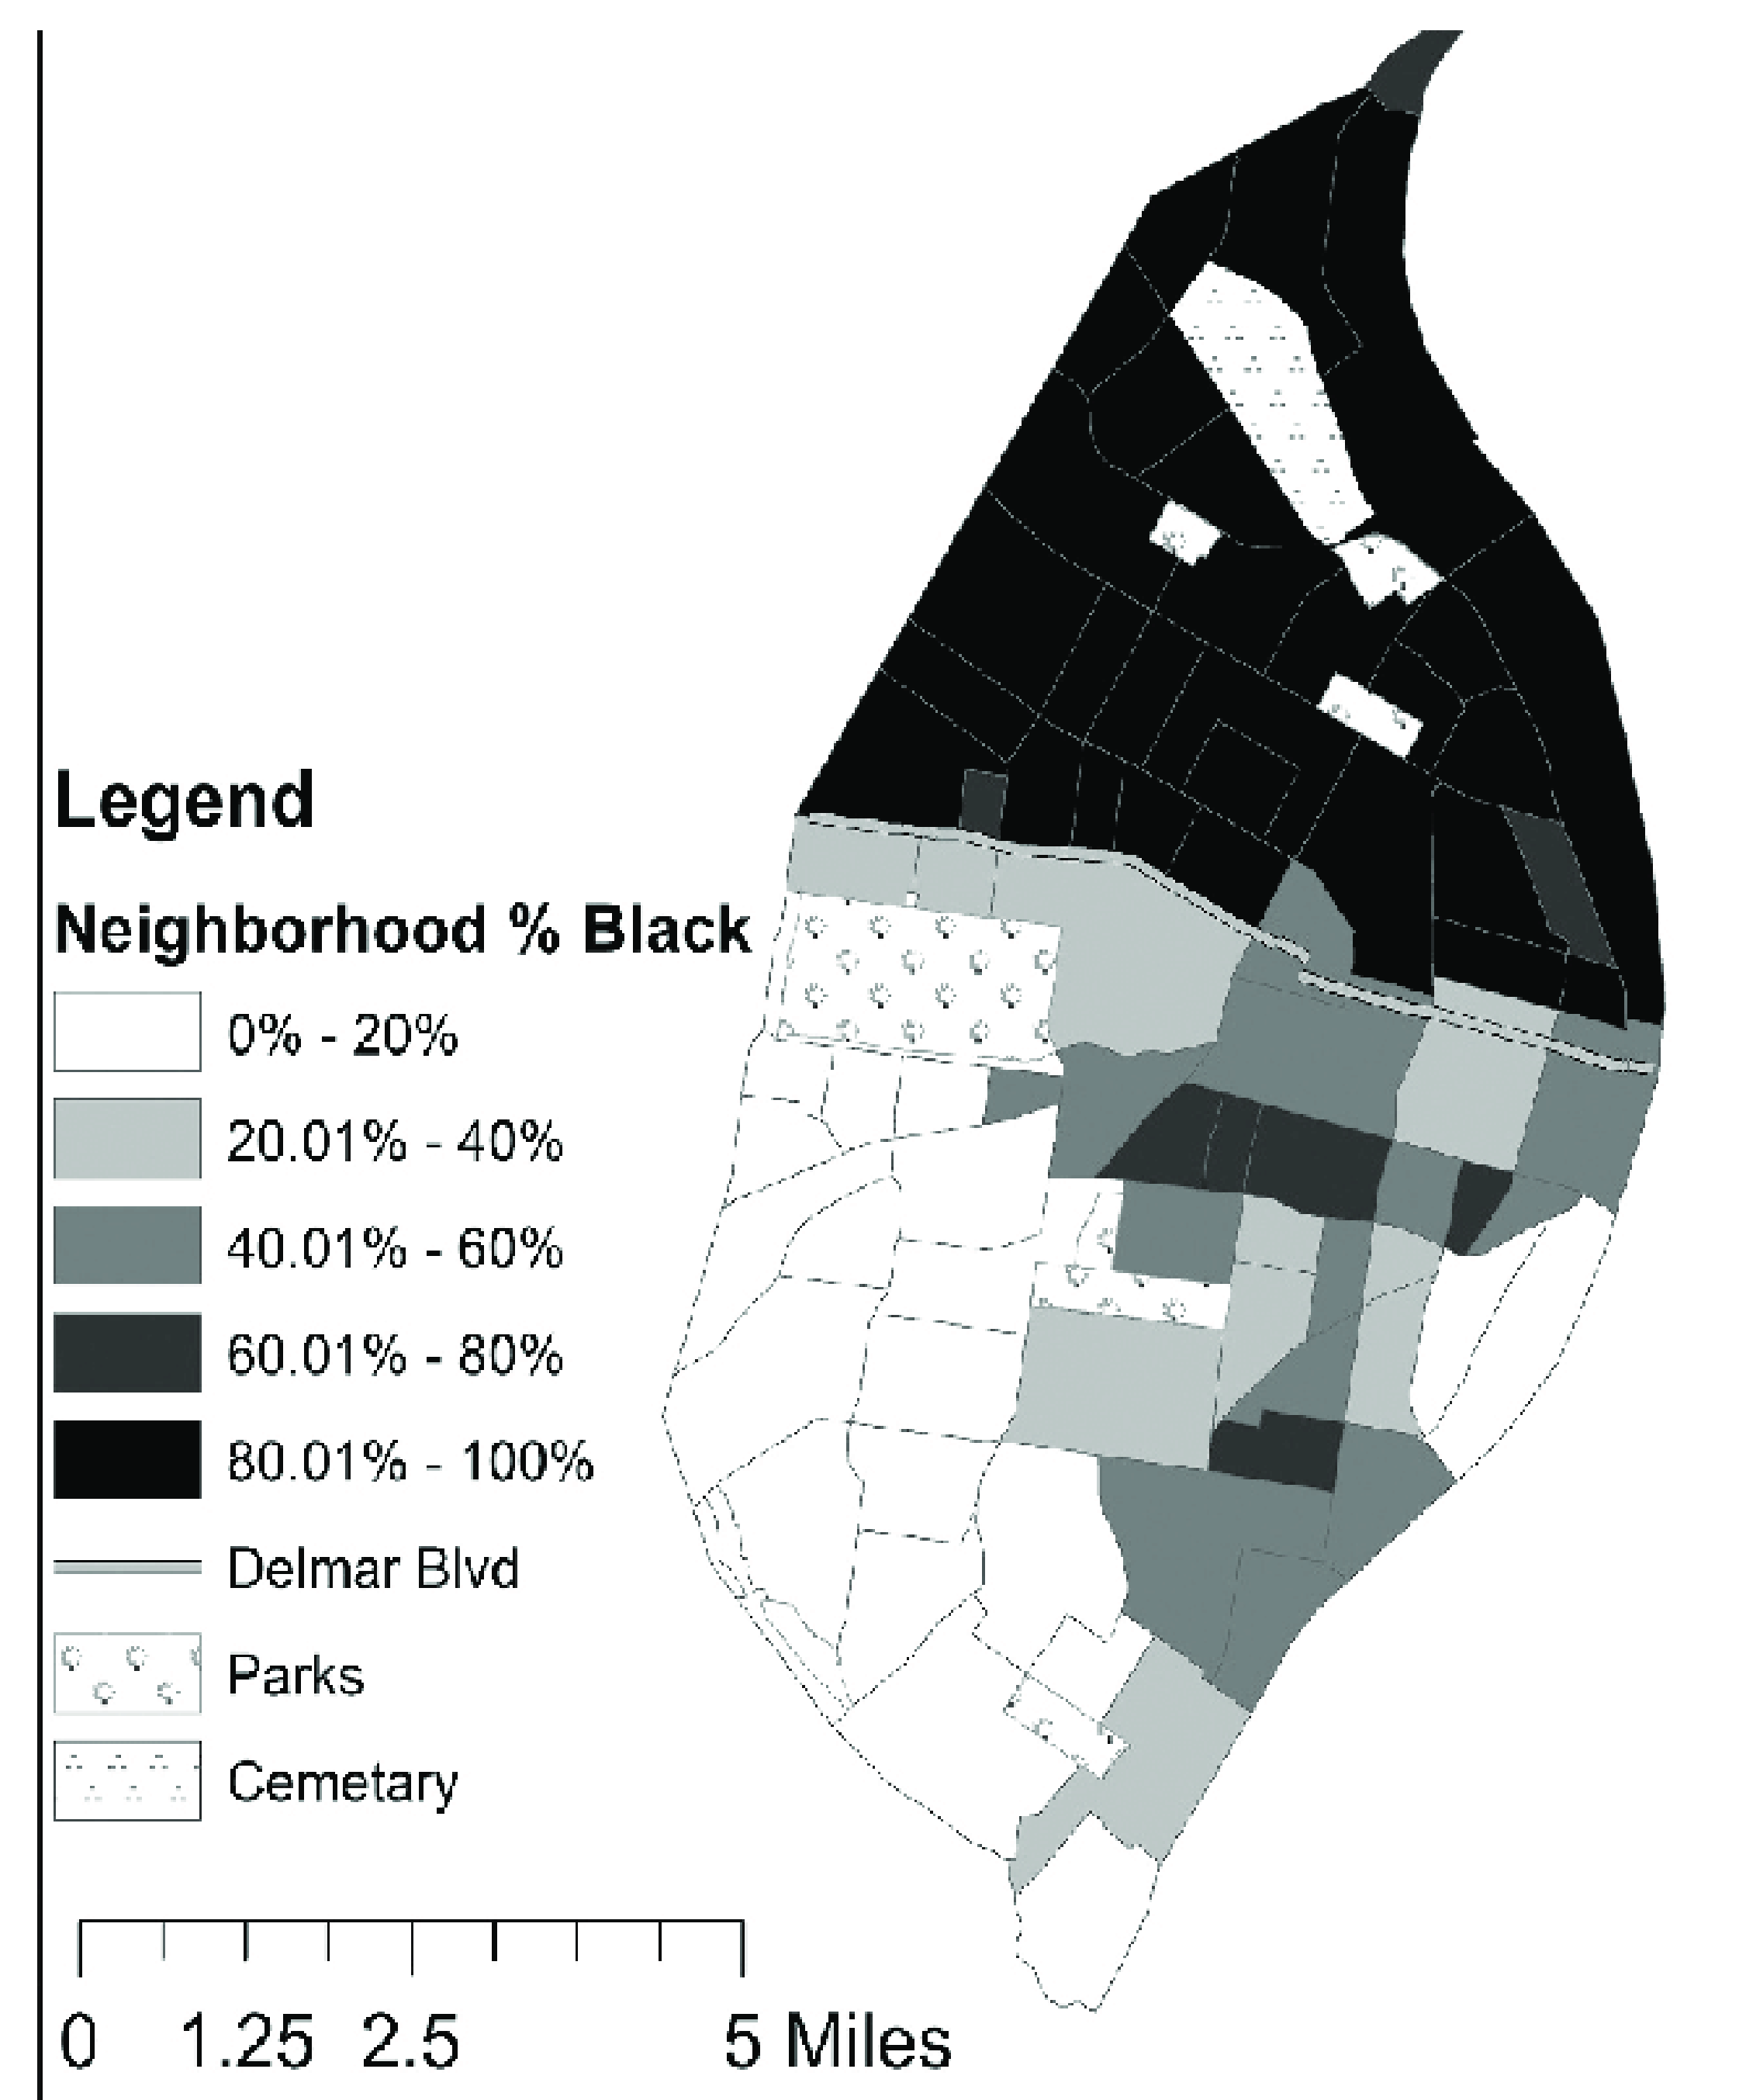 Legend
Neighborhood % Black
0% - 20%
20.01% - 40%
40.01% - 60%
60.01% - 80%
80.01% - 100%
Delmar Blvd
Parks
Cemetary
0 1.25 2.5 5 Miles